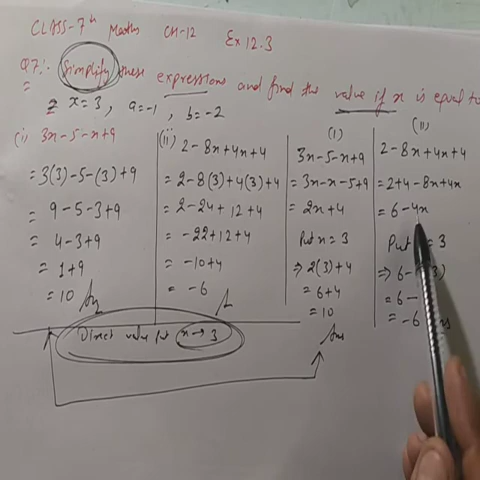 CLASS-7th Maths CH-12 Ex 12.3
Q7:- Simplify these expressions and find the value if x is equal to
x=3, a=-1, b=-2
(i) 3x-5-x+9
=3(3)-5-(3)+9
= 9-5-3+9
= 4-3+9
= 1+9
= 10 Ans
(ii) 2-8x+4x+4
= 2-8(3)+4(3)+4
= 2-24+12+4
= -22+12+4
= -10+4
= -6
(I)
3x-5-x+9
= 3x-x-5+9
= 2x+4
Put x = 3
⇒ 2(3)+4
= 6+4
= 10
Ans
(II)
2-8x+4x+4
= 2+4-8x+4x
= 6-4x
Put = 3
⇒ 6- 3)
= 6-
= -6
Direct value put x→3